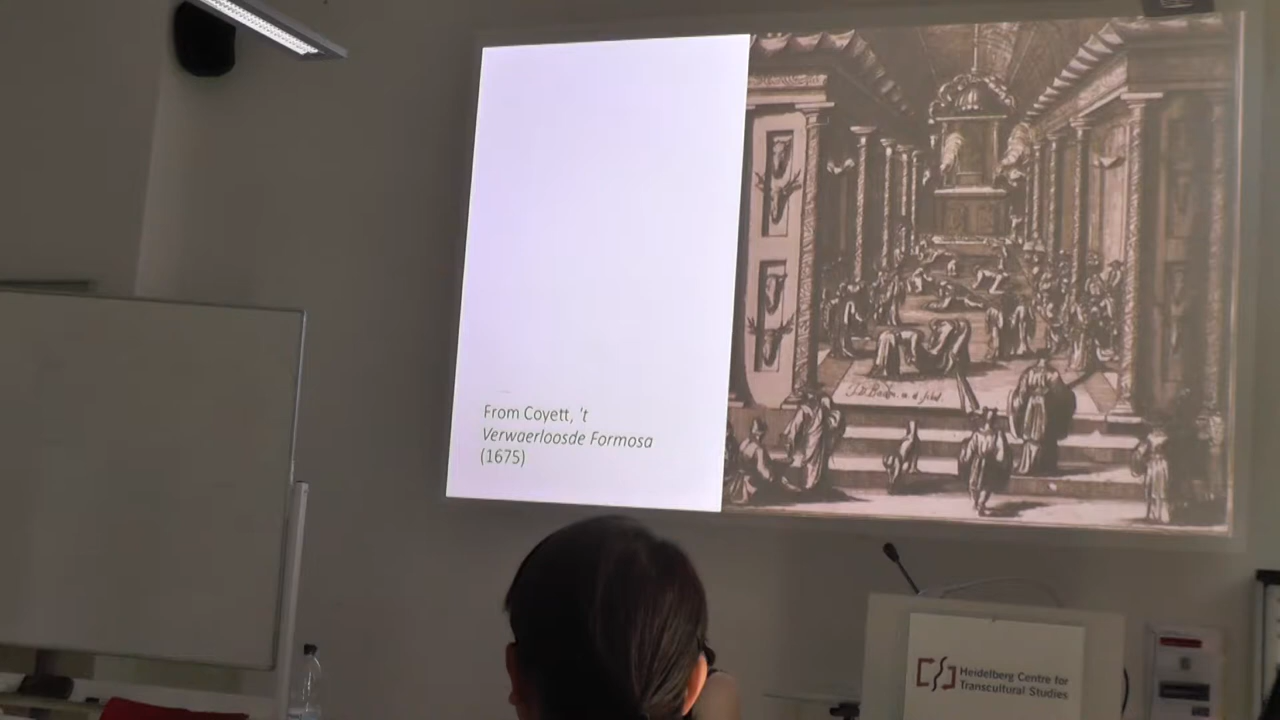 From Coyett, 't
Verwaerloosde Formosa
(1675)
Heidelberg Centre for
Transcultural Studies